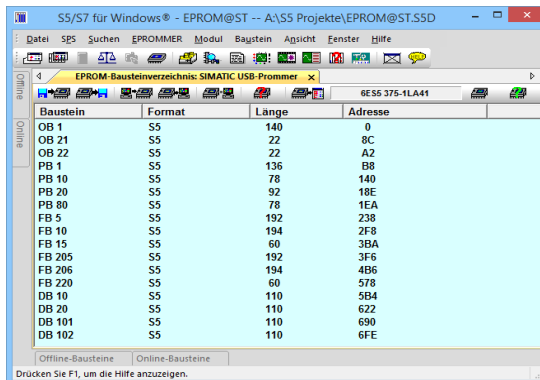 S5/S7 für Windows® - EPROM@ST -- A:\S5 Projekte\EPROM@ST.S5D
Datei SPS Suchen EPROMMER Modul Baustein Ansicht Fenster Hilfe
EPROM-Bausteinverzeichnis: SIMATIC USB-Prommer x
Offline
Online
6ES5 375-1LA41
Baustein Format Länge Adresse
OB 1 S5 140 0
OB 21 S5 22 8C
OB 22 S5 22 A2
PB 1 S5 136 B8
PB 10 S5 78 140
PB 20 S5 92 18E
PB 80 S5 78 1EA
FB 5 S5 192 238
FB 10 S5 194 2F8
FB 15 S5 60 3BA
FB 205 S5 192 3F6
FB 206 S5 194 4B6
FB 220 S5 60 578
DB 10 S5 110 5B4
DB 20 S5 110 622
DB 101 S5 110 690
DB 102 S5 110 6FE
Offline-Bausteine Online-Bausteine
Drücken Sie F1, um die Hilfe anzuzeigen.